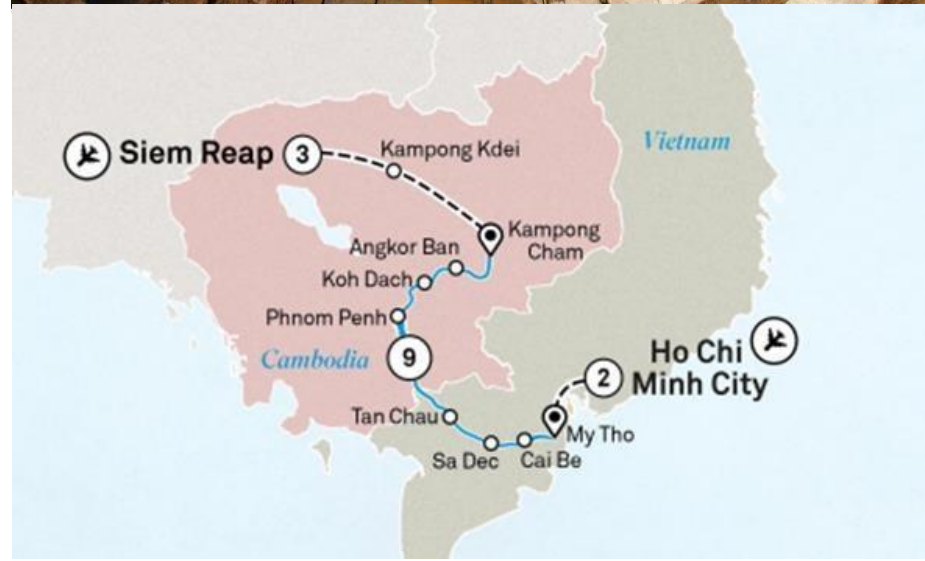 Vietnam
Siem Reap
3
Kampong Kdei
Kampong
Cham
Angkor Ban
Koh Dach
Phnom Penh
Cambodia
9
Ho Chi
Minh City
2
Tan Chau
My Tho
Sa Dec
Cai Be